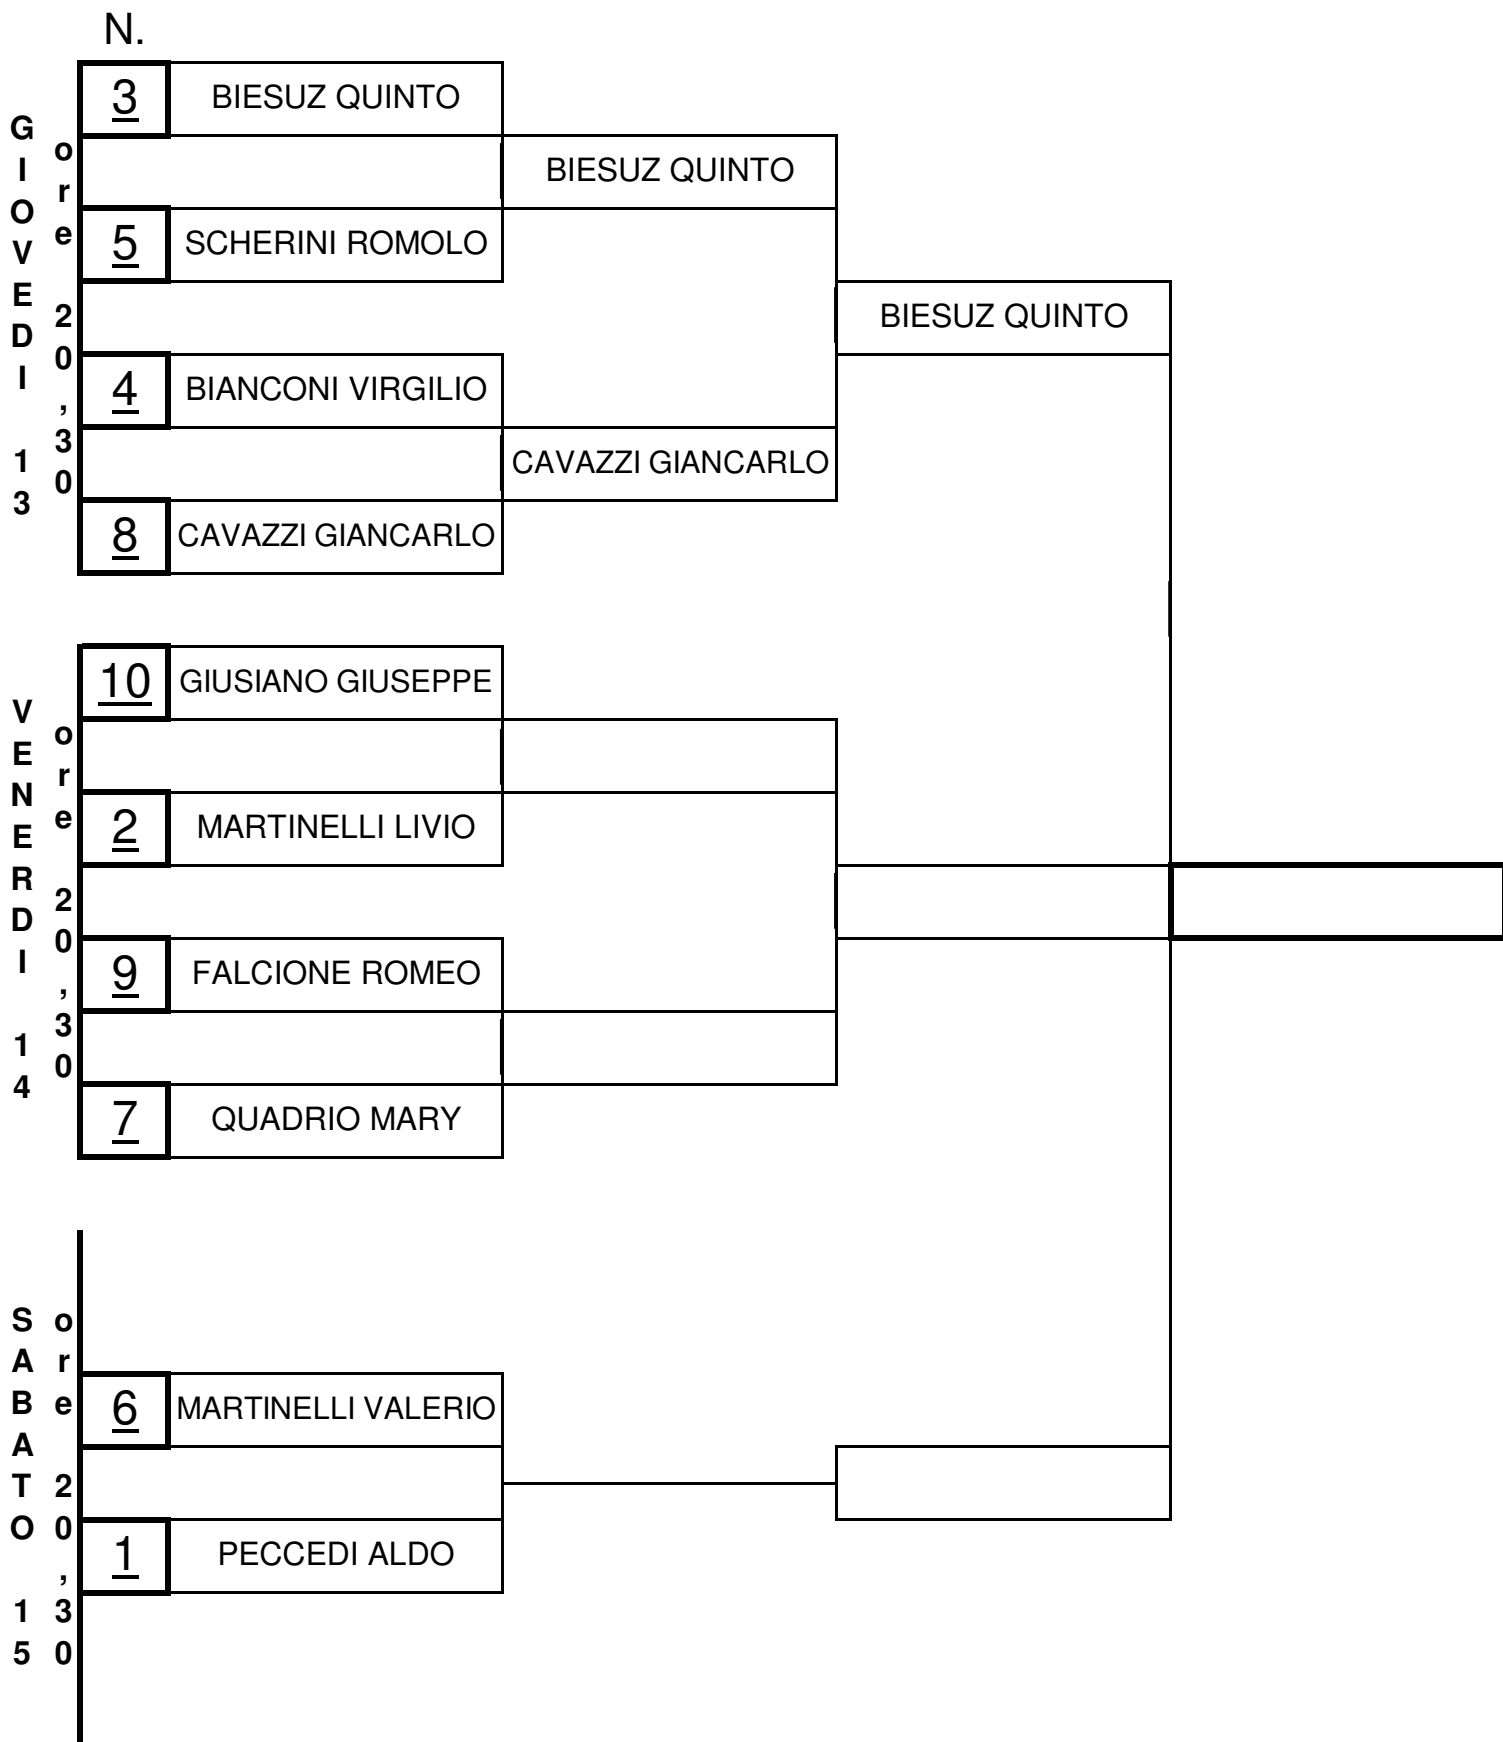 N.
GIOVEDI 13
ore 20,30
3 BIESUZ QUINTO
BIESUZ QUINTO
5 SCHERINI ROMOLO
BIESUZ QUINTO
4 BIANCONI VIRGILIO
CAVAZZI GIANCARLO
8 CAVAZZI GIANCARLO
VENERDI 14
ore 20,30
10 GIUSIANO GIUSEPPE
2 MARTINELLI LIVIO
9 FALCIONE ROMEO
7 QUADRIO MARY
SABATO 15
ore 20,30
6 MARTINELLI VALERIO
1 PECCEDI ALDO